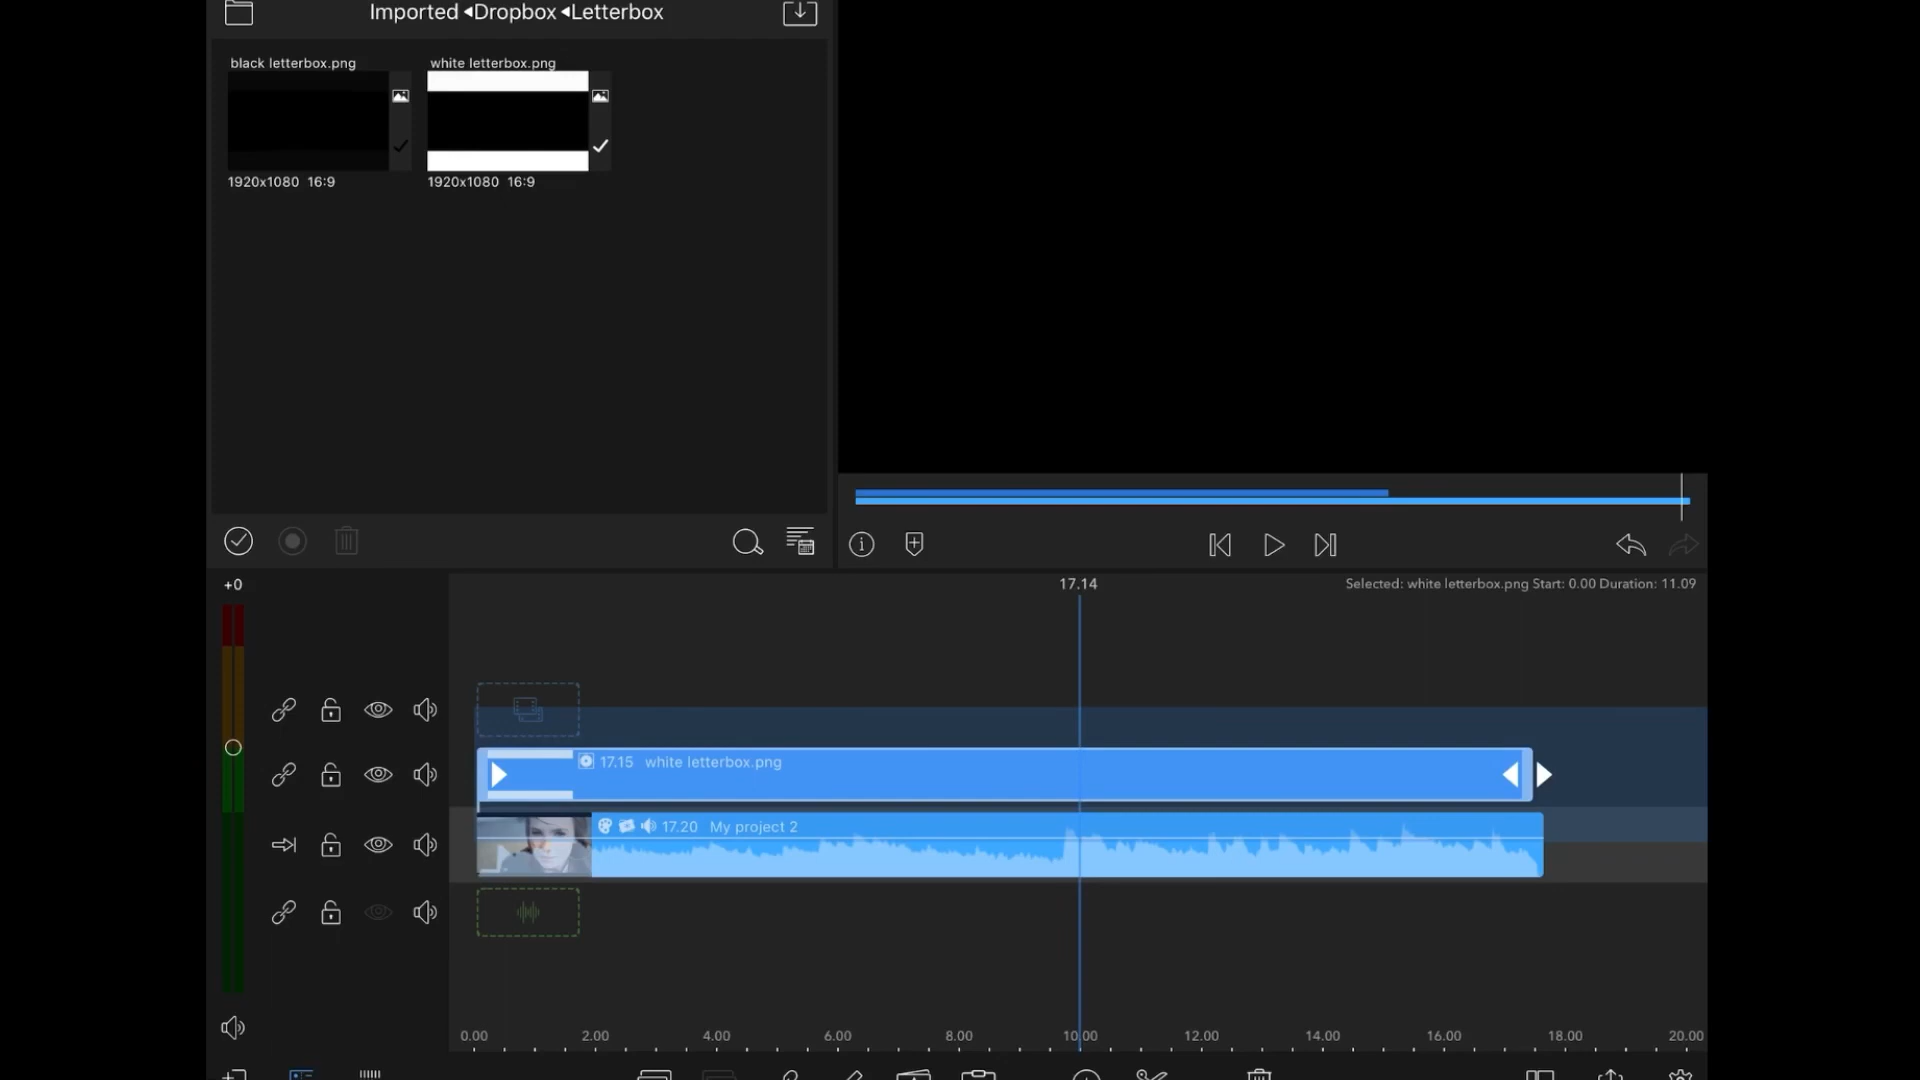 Imported ◂Dropbox ◂Letterbox
black letterbox.png
white letterbox.png
1920x1080 16:9
1920x1080 16:9
+0
17.14
Selected: white letterbox.png Start: 0.00 Duration: 11.09
17.15 white letterbox.png
17.20 My project 2
0.00 2.00 4.00 6.00 8.00 10.00 12.00 14.00 16.00 18.00 20.00